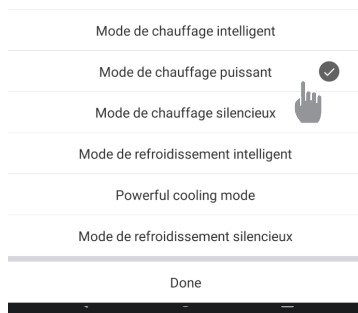 Mode de chauffage intelligent
Mode de chauffage puissant
Mode de chauffage silencieux
Mode de refroidissement intelligent
Powerful cooling mode
Mode de refroidissement silencieux
Done